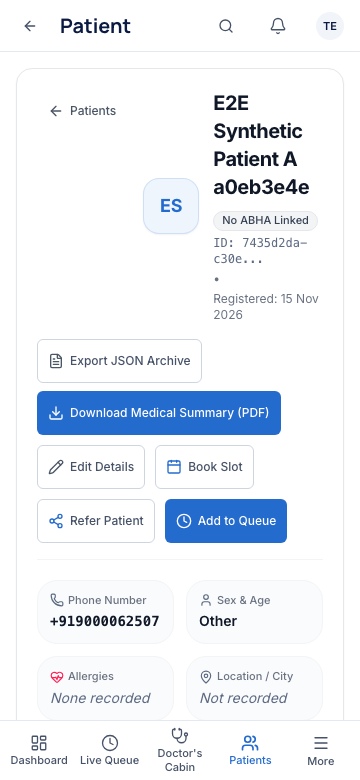 Patient
TE
Patients
E2E
Synthetic
Patient A
a0eb3e4e
ES
No ABHA Linked
ID: 7435d2da-
c30e...
•
Registered: 15 Nov
2026
Export JSON Archive
Download Medical Summary (PDF)
Edit Details
Book Slot
Refer Patient
Add to Queue
Phone Number
+919000062507
Sex & Age
Other
Allergies
None recorded
Location / City
Not recorded
Dashboard
Live Queue
Doctor's
Cabin
Patients
More